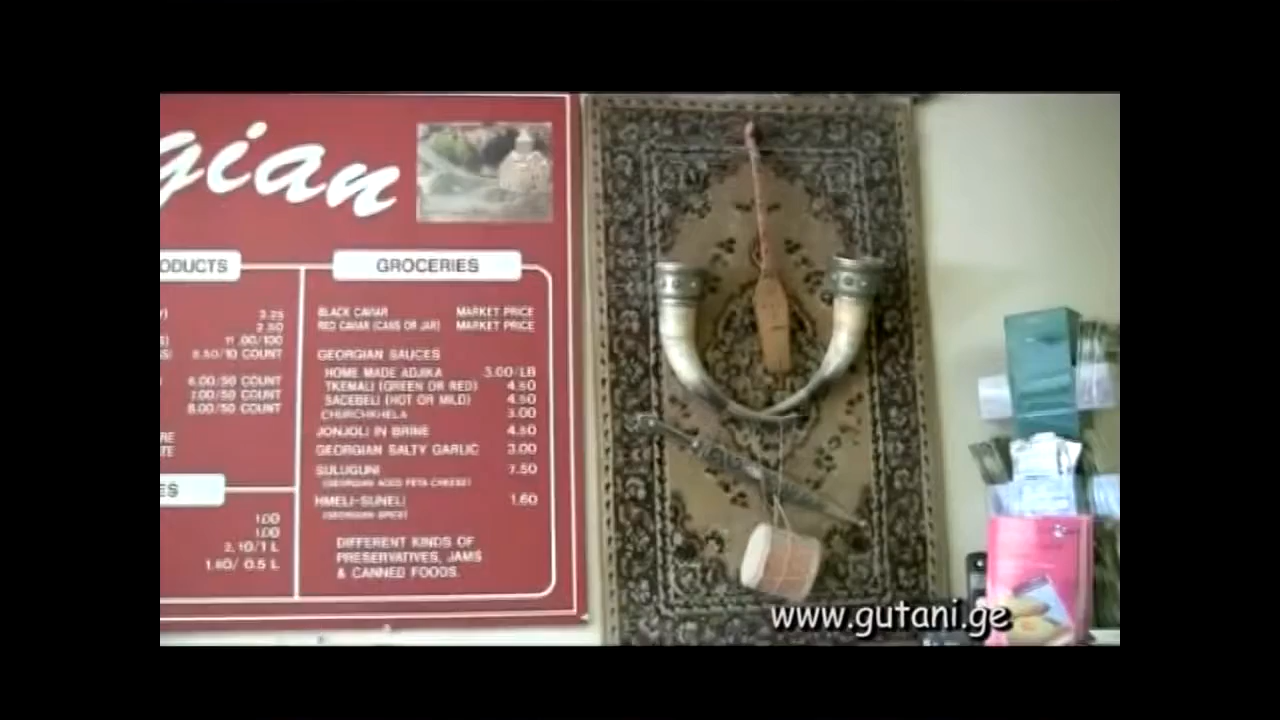 gian
ODUCTS
3.25
2.50
11.00/100
8.50/10 COUNT
6.00/50 COUNT
7.00/50 COUNT
8.00/50 COUNT
RE
TE
ES
1.00
1.00
2.10/1 L
1.60/ 0.5 L
GROCERIES
BLACK CAVIAR MARKET PRICE
RED CAVIAR (CANS OR JAR) MARKET PRICE
GEORGIAN SAUCES
HOME MADE ADJIKA 3.00/LB
TKEMALI (GREEN OR RED) 4.50
SACEBELI (HOT OR MILD) 4.50
CHURCHKHELA 3.00
JONJOLI IN BRINE 4.50
GEORGIAN SALTY GARLIC 3.00
SULUGUNI 7.50
(GEORGIAN AGED FETA CHEESE)
HMELI-SUNELI 1.60
(GEORGIAN SPICE)
DIFFERENT KINDS OF
PRESERVATIVES, JAMS
& CANNED FOODS.
www.gutani.ge